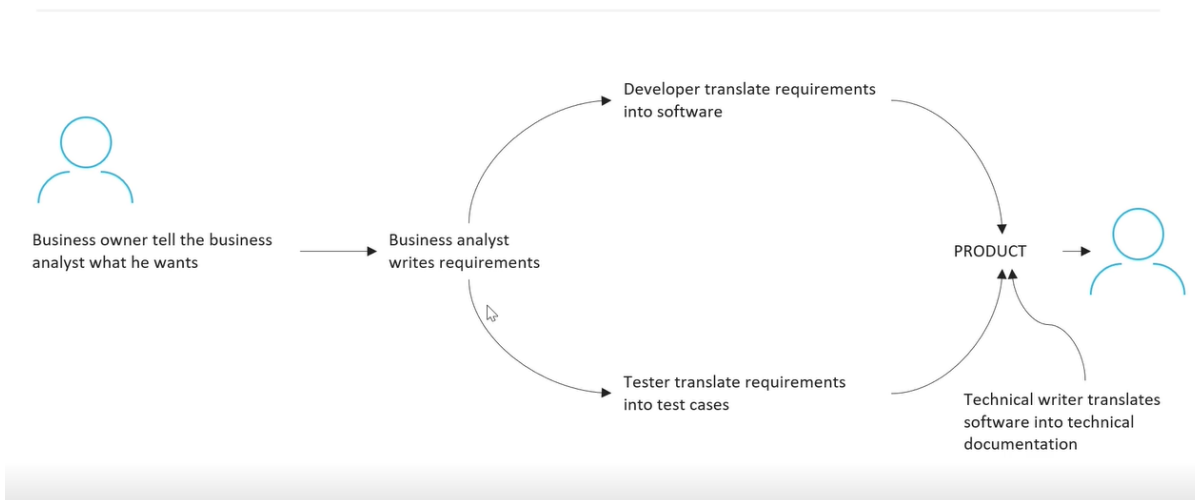 Business owner tell the business
analyst what he wants
Business analyst
writes requirements
Developer translate requirements
into software
Tester translate requirements
into test cases
PRODUCT
Technical writer translates
software into technical
documentation